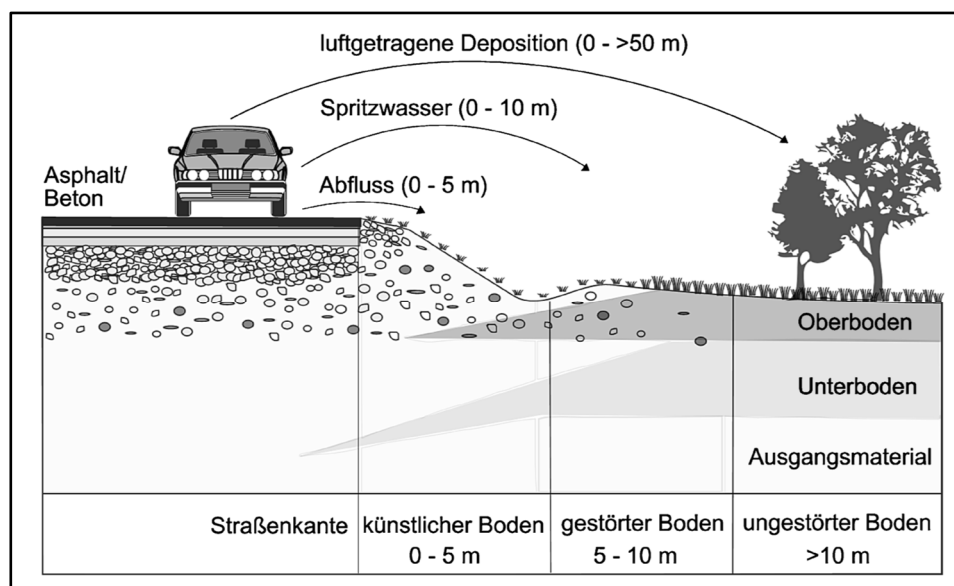 luftgetragene Deposition (0 - >50 m)
Spritzwasser (0 - 10 m)
Asphalt/
Beton
Abfluss (0 - 5 m)
Oberboden
Unterboden
Ausgangsmaterial
Straßenkante
künstlicher Boden
0 - 5 m
gestörter Boden
5 - 10 m
ungestörter Boden
>10 m